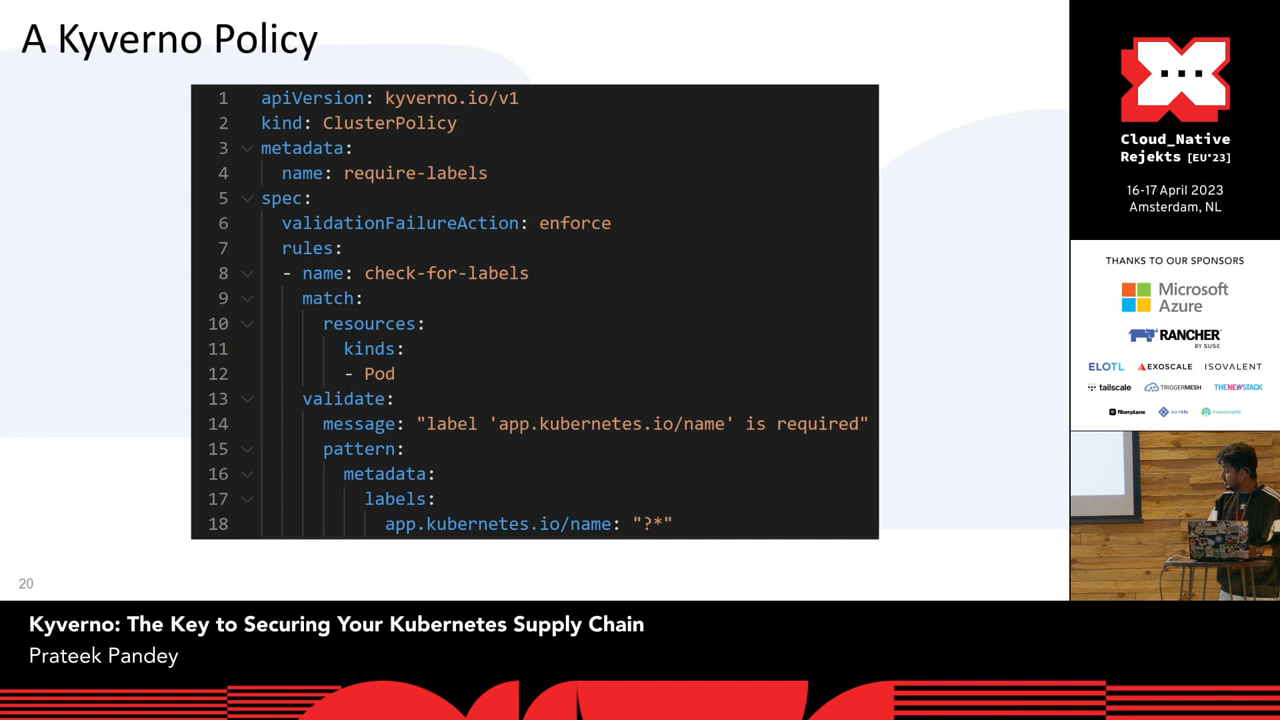 A Kyverno Policy
1 apiVersion: kyverno.io/v1
2 kind: ClusterPolicy
3 metadata:
4 name: require-labels
5 spec:
6 validationFailureAction: enforce
7 rules:
8 - name: check-for-labels
9 match:
10 resources:
11 kinds:
12 - Pod
13 validate:
14 message: "label 'app.kubernetes.io/name' is required"
15 pattern:
16 metadata:
17 labels:
18 app.kubernetes.io/name: "?*"
20
Cloud_Native
Rejekts [EU*23]
16-17 April 2023
Amsterdam, NL
THANKS TO OUR SPONSORS
Microsoft
Azure
RANCHER
BY SUSE
ELOTL EXOSCALE ISOVALENT
tailscale TRIGGERMESH THENEWSTACK
fiberplane kubesimplify
Kyverno: The Key to Securing Your Kubernetes Supply Chain
Prateek Pandey